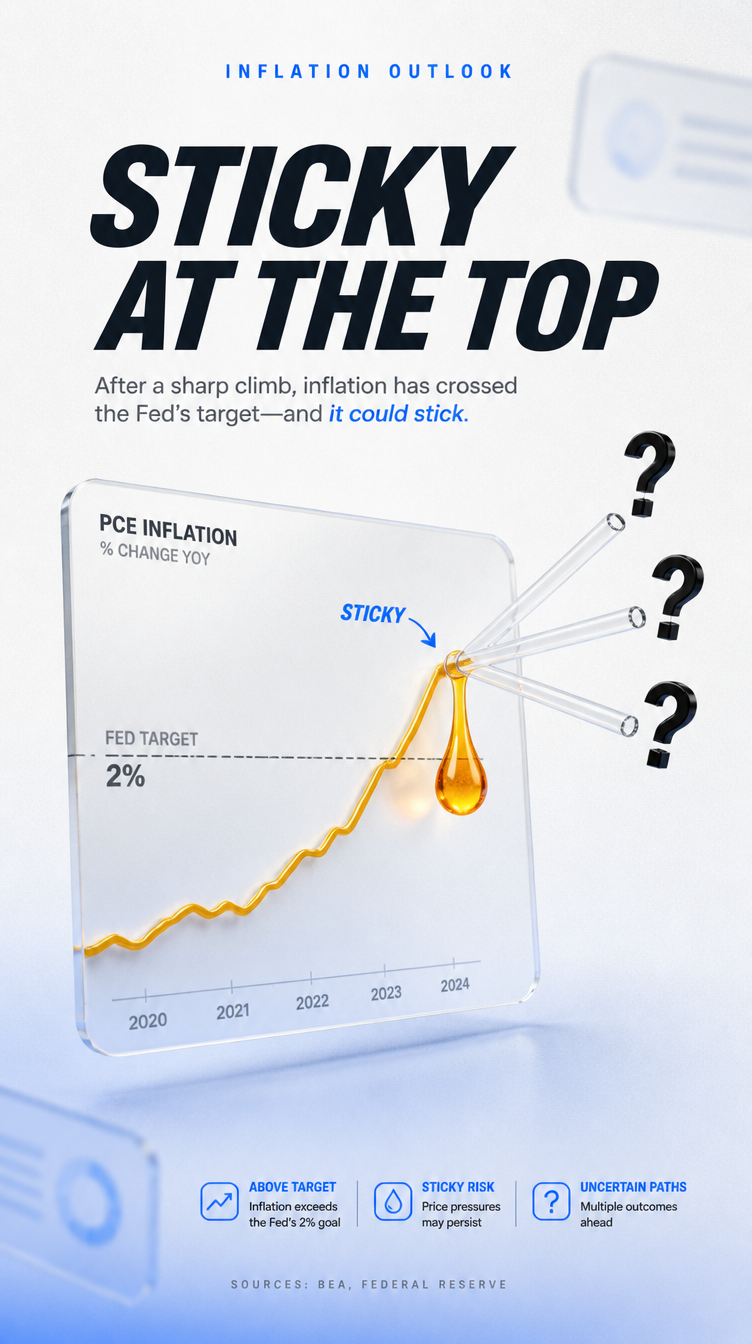 INFLATION OUTLOOK
STICKY
AT THE TOP
After a sharp climb, inflation has crossed
the Fed's target—and it could stick.
PCE INFLATION
% CHANGE YOY
STICKY
FED TARGET
2%
2020 2021 2022 2023 2024
?
?
?
ABOVE TARGET
Inflation exceeds
the Fed's 2% goal
STICKY RISK
Price pressures
may persist
?
UNCERTAIN PATHS
Multiple outcomes
ahead
SOURCES: BEA, FEDERAL RESERVE